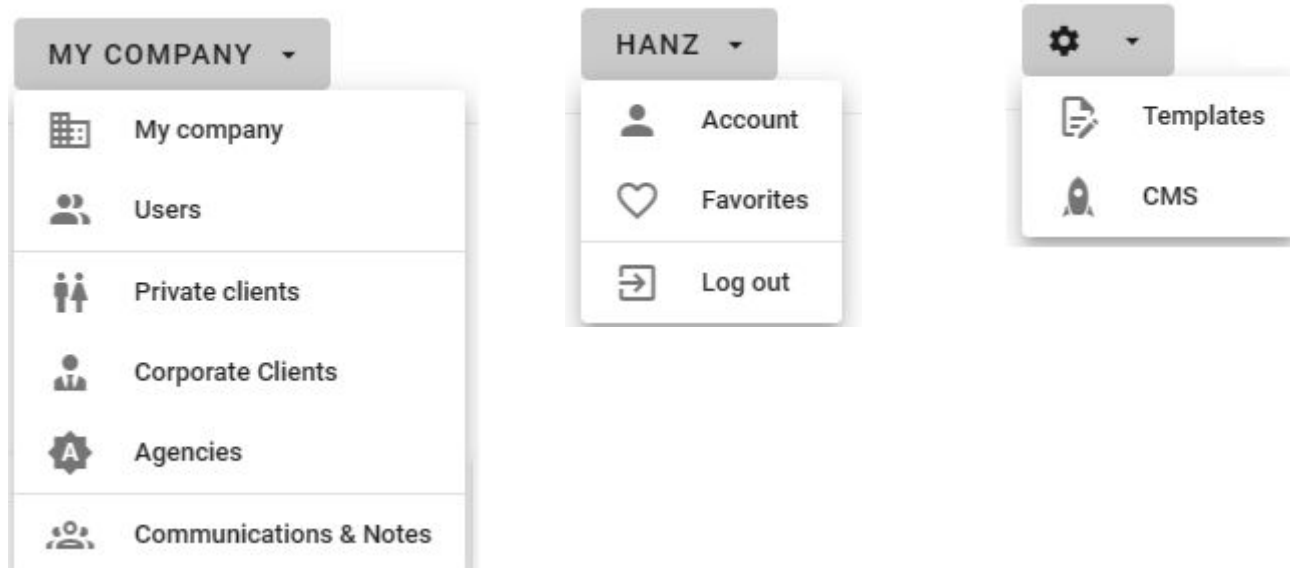 MY COMPANY
My company
Users
Private clients
Corporate Clients
A
Agencies
Communications & Notes
HANZ
Account
Favorites
Log out
Templates
CMS